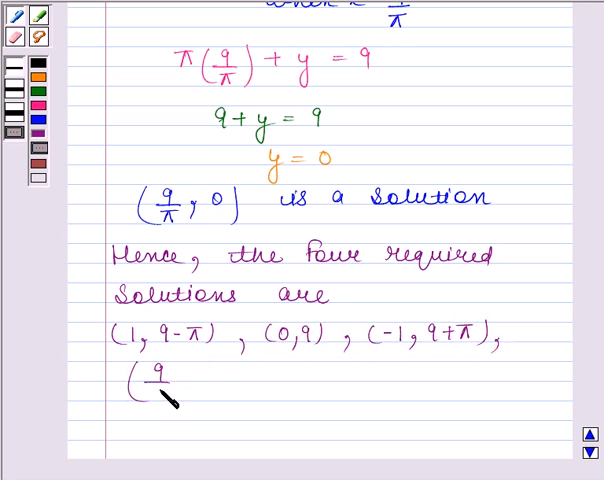 when x
π
π(9/π) + y = 9
9 + y = 9
y = 0
(9/π, 0) is a solution
Hence, the four required
solutions are
(1, 9-π), (0,9), (-1, 9+π),
(9